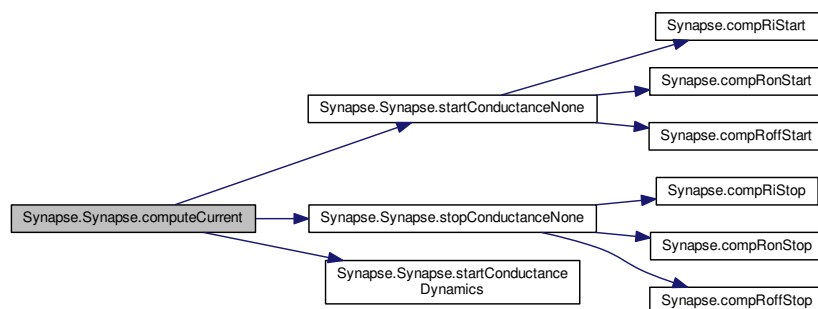 Synapse.compRiStart
Synapse.compRonStart
Synapse.Synapse.startConductanceNone
Synapse.compRoffStart
Synapse.compRiStop
Synapse.Synapse.computeCurrent
Synapse.Synapse.stopConductanceNone
Synapse.compRonStop
Synapse.Synapse.startConductance
Dynamics
Synapse.compRoffStop